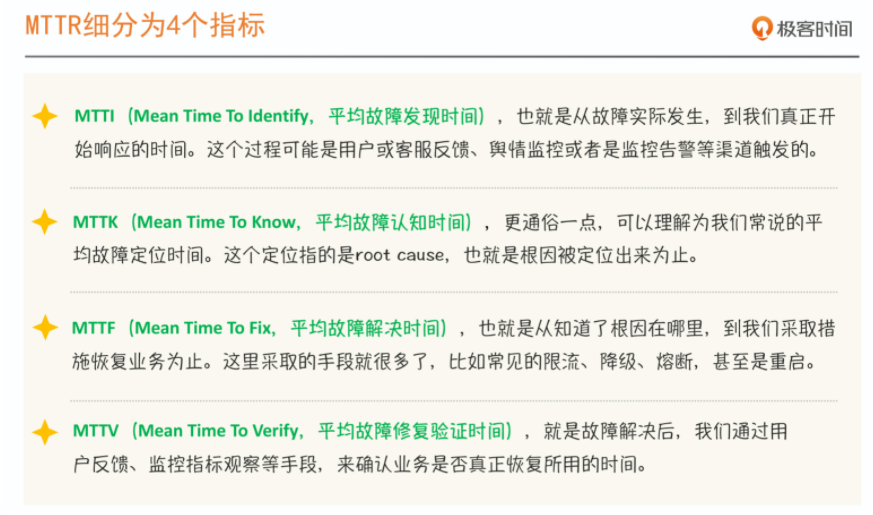 MTTR细分为4个指标
极客时间
MTTI（Mean Time To Identify，平均故障发现时间），也就是从故障实际发生，到我们真正开
始响应的时间。这个过程可能是用户或客服反馈、舆情监控或者是监控告警等渠道触发的。
MTTK（Mean Time To Know，平均故障认知时间），更通俗一点，可以理解为我们常说的平
均故障定位时间。这个定位指的是root cause，也就是根因被定位出来为止。
MTTF（Mean Time To Fix，平均故障解决时间），也就是从知道了根因在哪里，到我们采取措
施恢复业务为止。这里采取的手段就很多了，比如常见的限流、降级、熔断，甚至是重启。
MTTV（Mean Time To Verify，平均故障修复验证时间），就是故障解决后，我们通过用
户反馈、监控指标观察等手段，来确认业务是否真正恢复所用的时间。